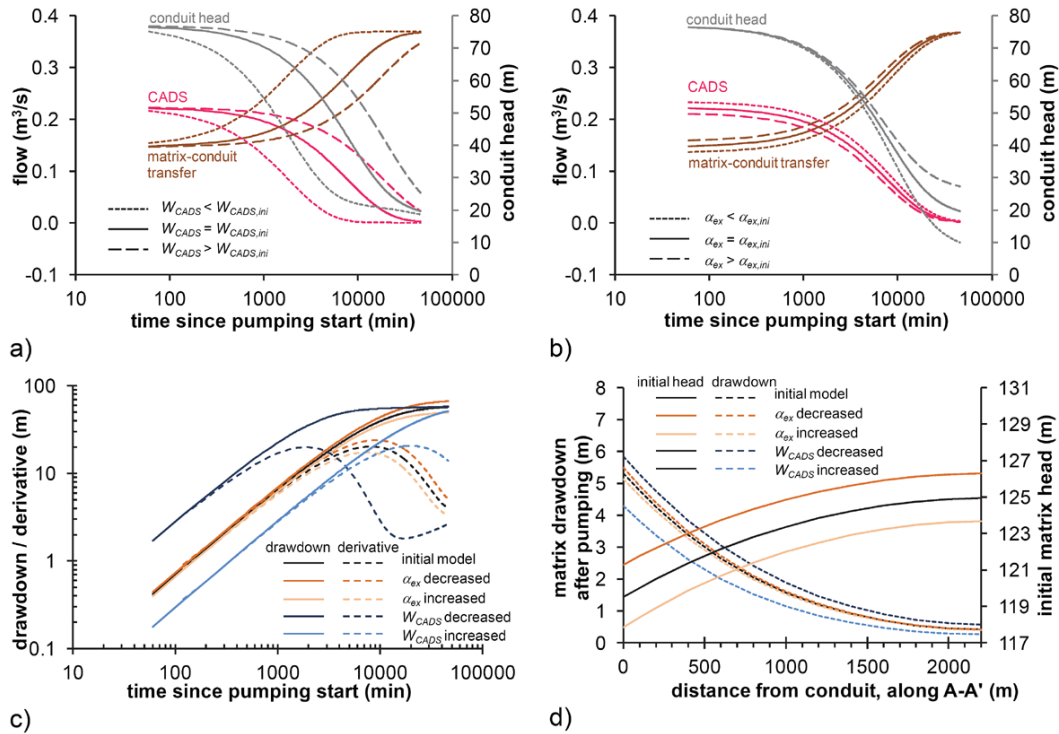 conduit head
CADS
matrix-conduit
transfer
W_CADS < W_CADS,ini
W_CADS = W_CADS,ini
W_CADS > W_CADS,ini
0.4
0.3
0.2
0.1
0.0
-0.1
flow (m³/s)
80
70
60
50
40
30
20
10
0
conduit head (m)
10
100
1000
10000
100000
time since pumping start (min)
a)
conduit head
CADS
matrix-conduit transfer
α_ex < α_ex,ini
α_ex = α_ex,ini
α_ex > α_ex,ini
0.4
0.3
0.2
0.1
0.0
-0.1
flow (m³/s)
80
70
60
50
40
30
20
10
0
conduit head (m)
10
100
1000
10000
100000
time since pumping start (min)
b)
100
10
1
0.1
drawdown / derivative (m)
drawdown derivative
initial model
α_ex decreased
α_ex increased
W_CADS decreased
W_CADS increased
10
100
1000
10000
100000
time since pumping start (min)
c)
8
7
6
5
4
3
2
1
0
matrix drawdown
after pumping (m)
initial head drawdown
initial model
α_ex decreased
α_ex increased
W_CADS decreased
W_CADS increased
131
129
127
125
123
121
119
117
initial matrix head (m)
0
500
1000
1500
2000
distance from conduit, along A-A' (m)
d)